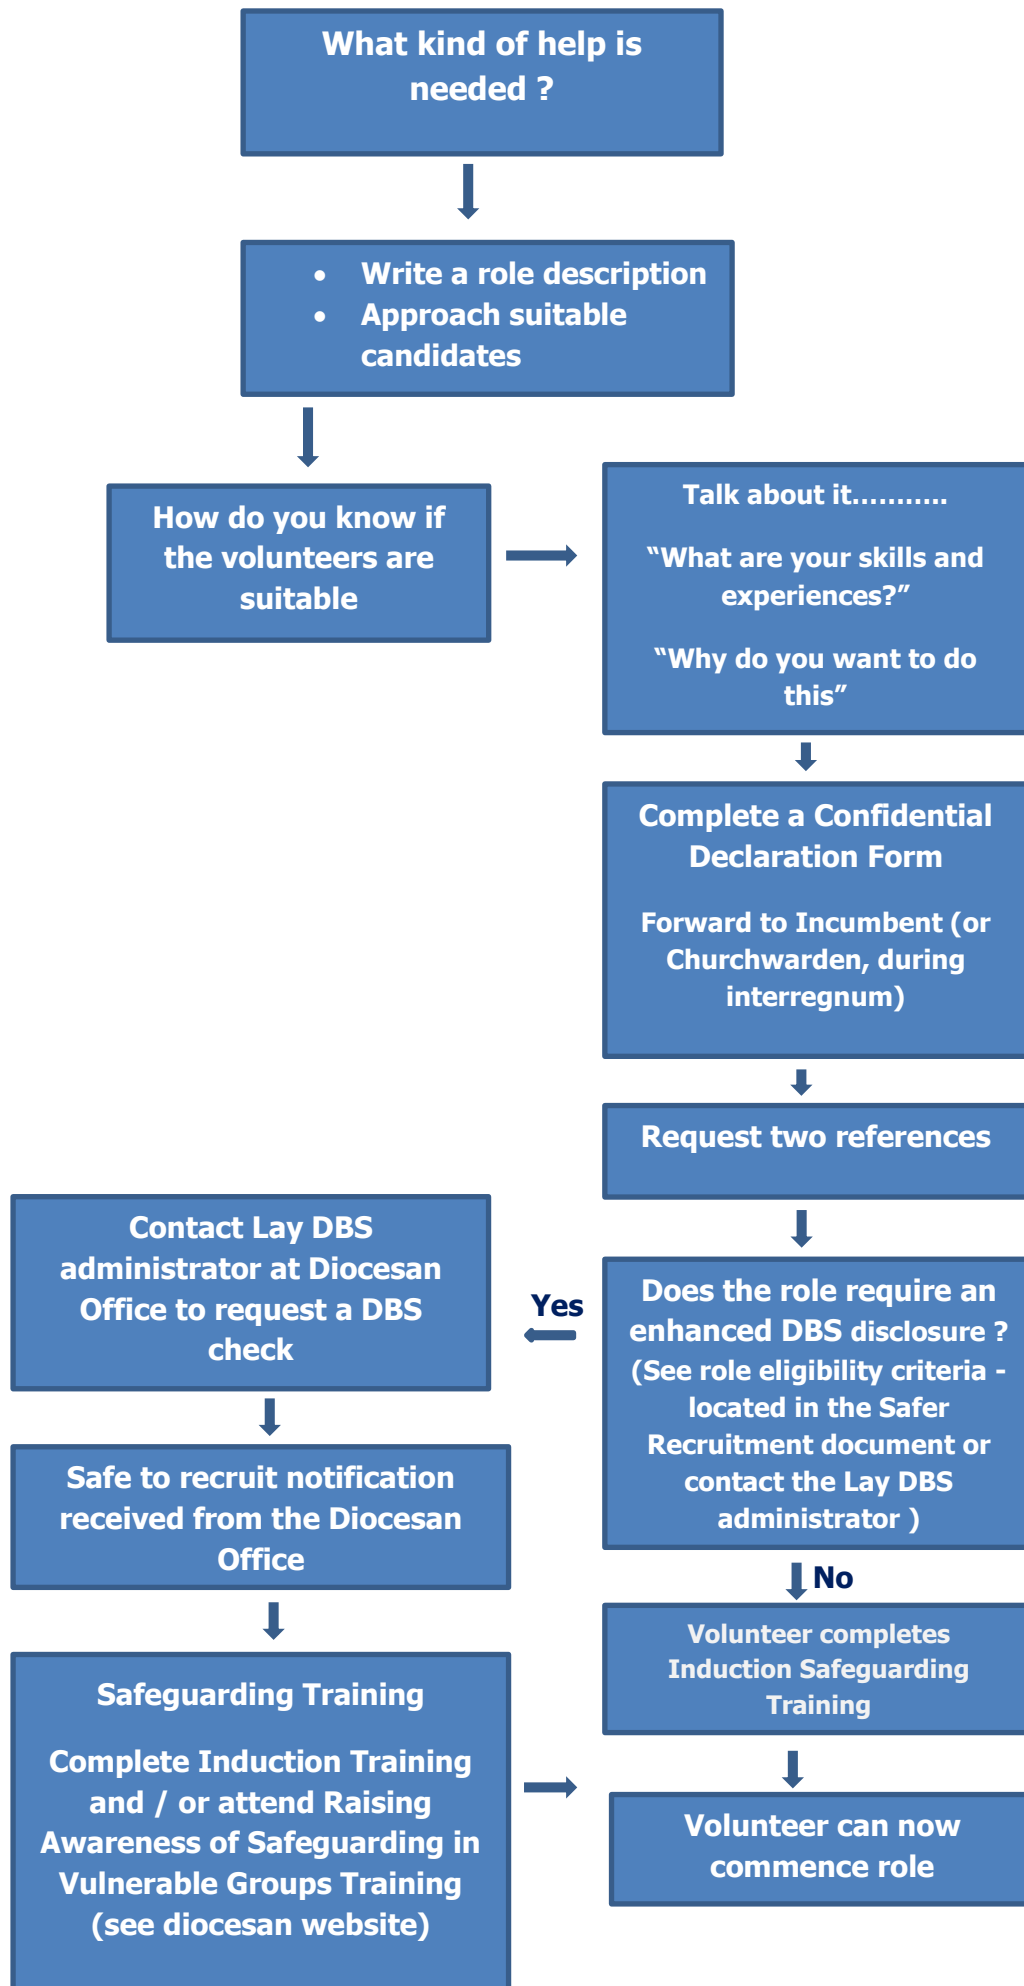 What kind of help is
needed ?
• Write a role description
• Approach suitable
candidates
How do you know if
the volunteers are
suitable
Talk about it...........
“What are your skills and
experiences?”
“Why do you want to do
this”
Complete a Confidential
Declaration Form
Forward to Incumbent (or
Churchwarden, during
interregnum)
Request two references
Does the role require an
enhanced DBS disclosure ?
(See role eligibility criteria -
located in the Safer
Recruitment document or
contact the Lay DBS
administrator )
Yes
Contact Lay DBS
administrator at Diocesan
Office to request a DBS
check
Safe to recruit notification
received from the Diocesan
Office
Safeguarding Training
Complete Induction Training
and / or attend Raising
Awareness of Safeguarding in
Vulnerable Groups Training
(see diocesan website)
No
Volunteer completes
Induction Safeguarding
Training
Volunteer can now
commence role